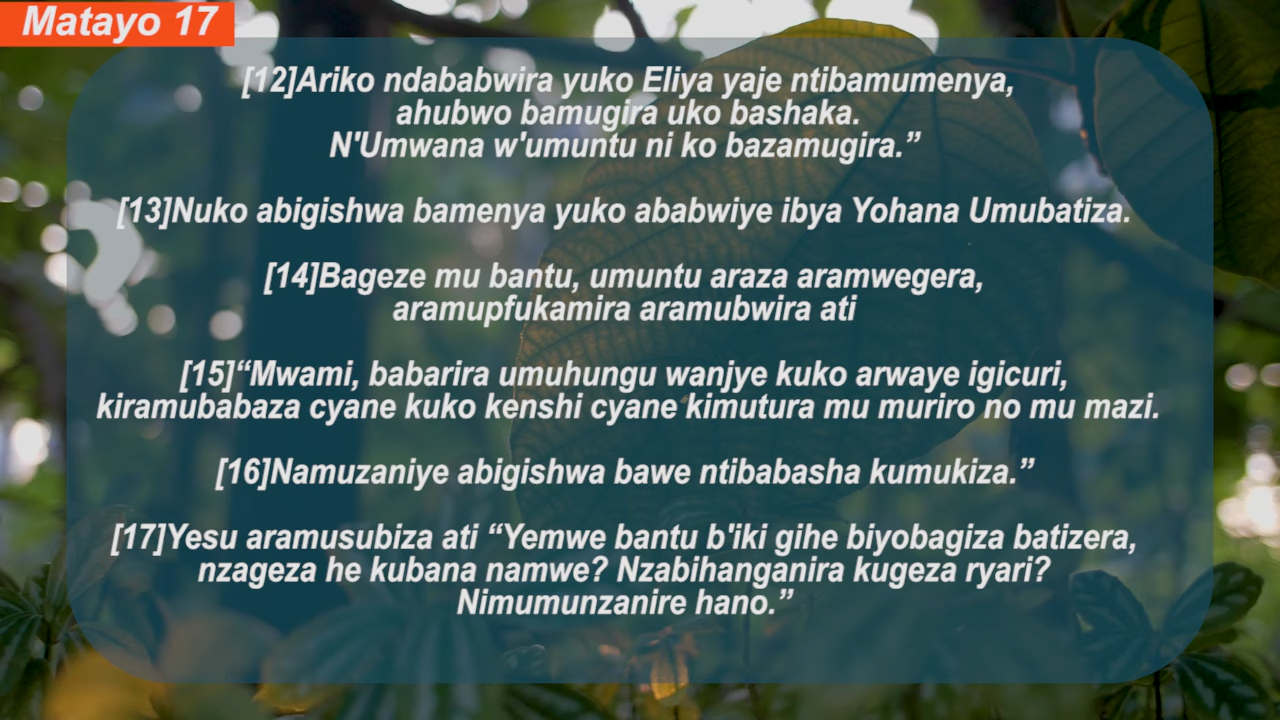 Matayo 17
[12]Ariko ndababwira yuko Eliya yaje ntibamumenya,
ahubwo bamugira uko bashaka.
N'Umwana w'umuntu ni ko bazamugira.”
[13]Nuko abigishwa bamenya yuko ababwiye ibya Yohana Umubatiza.
[14]Bageze mu bantu, umuntu araza aramwegera,
aramupfukamira aramubwira ati
[15]“Mwami, babarira umuhungu wanjye kuko arwaye igicuri,
kiramubabaza cyane kuko kenshi cyane kimutura mu muriro no mu mazi.
[16]Namuzaniye abigishwa bawe ntibabasha kumukiza.”
[17]Yesu aramusubiza ati “Yemwe bantu b'iki gihe biyobagiza batizera,
nzageza he kubana namwe? Nzabihanganira kugeza ryari?
Nimumunzanire hano.”